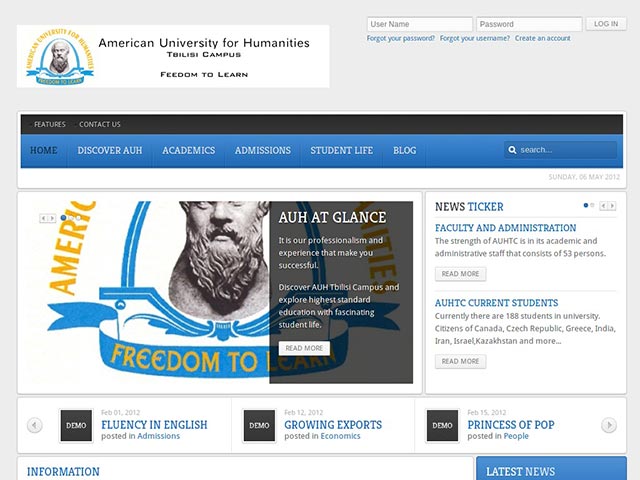 User Name
Password
LOG IN
Forgot your password? Forgot your username? Create an account
AMERICAN UNIVERSITY FOR HUMANITIES
FREEDOM TO LEARN
American University for Humanities
Tbilisi Campus
Feedom to Learn
FEATURES CONTACT US
HOME DISCOVER AUH ACADEMICS ADMISSIONS STUDENT LIFE BLOG
search...
SUNDAY, 06 MAY 2012
FREEDOM TO LE
AUH AT GLANCE
It is our professionalism and
experience that make you
successful.
Discover AUH Tbilisi Campus and
explore highest standard
education with fascinating
student life.
READ MORE
NEWS TICKER
FACULTY AND ADMINISTRATION
The strength of AUHTC is in its academic and
administrative staff that consists of 53 persons.
READ MORE
AUHTC CURRENT STUDENTS
Currently there are 188 students in university.
Citizens of Canada, Czech Republic, Greece, India,
Iran, Israel,Kazakhstan and more...
READ MORE
DEMO
Feb 01, 2012
FLUENCY IN ENGLISH
posted in Admissions
DEMO
Feb 12, 2012
GROWING EXPORTS
posted in Economics
DEMO
Feb 15, 2012
PRINCESS OF POP
posted in People
INFORMATION
LATEST NEWS